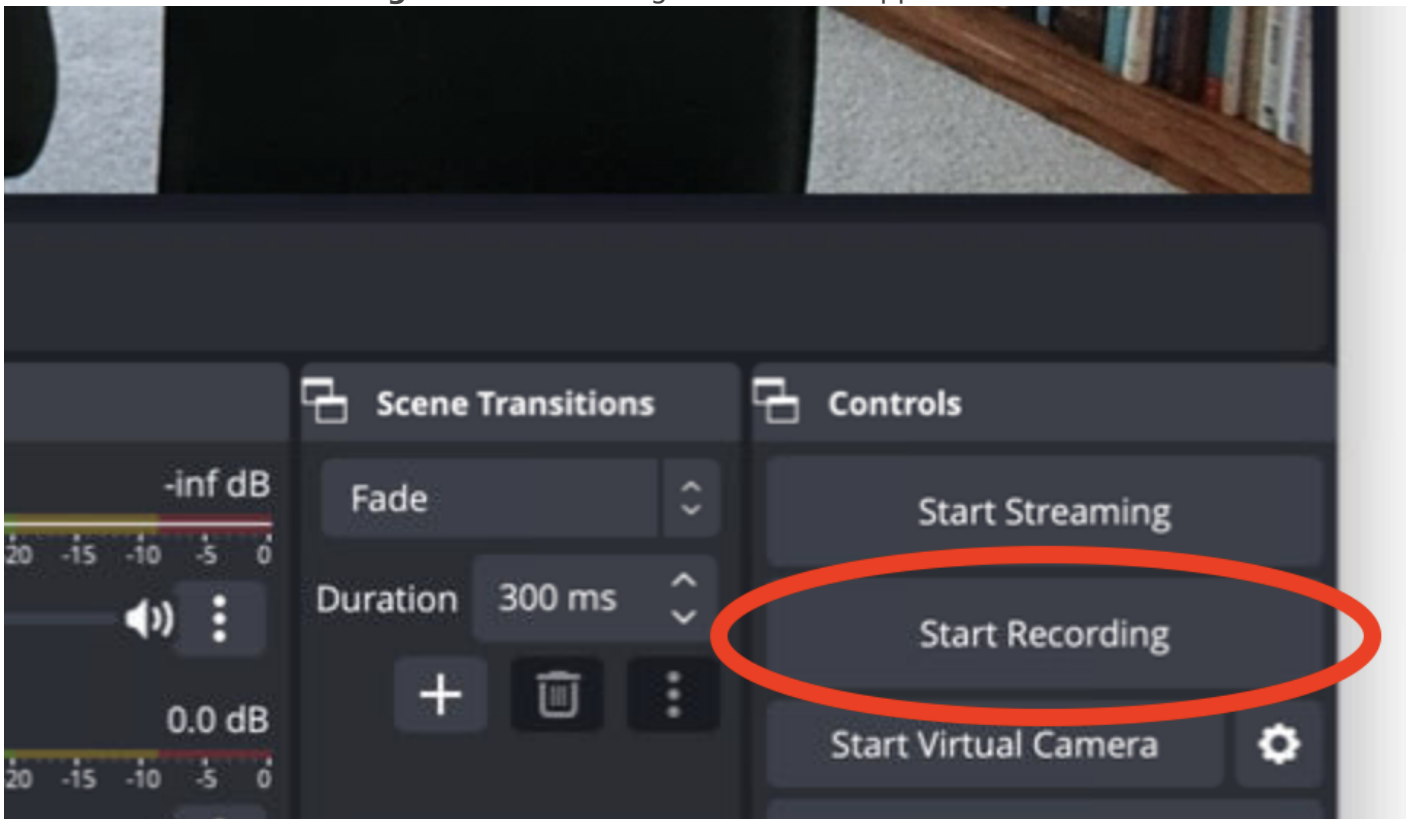 Scene Transitions
Controls
-inf dB
20 -15 -10 -5 0
Fade
Start Streaming
Duration 300 ms
Start Recording
0.0 dB
Start Virtual Camera
20 -15 -10 -5 0